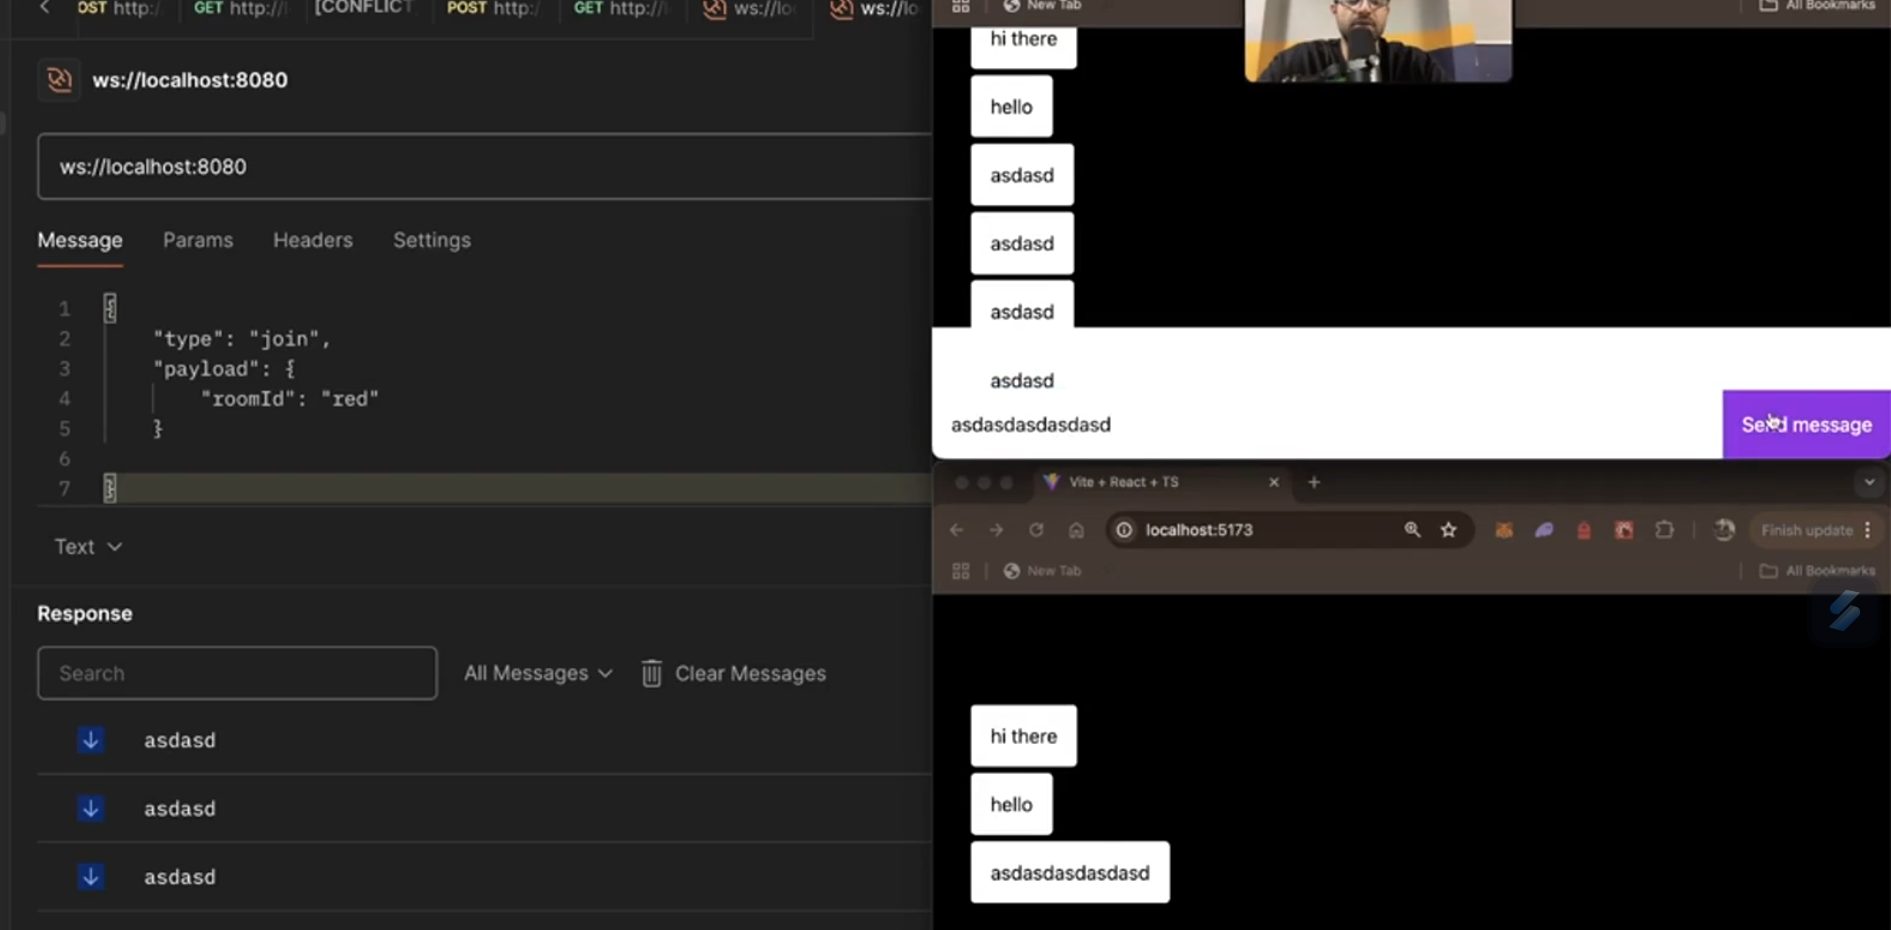 OST http:/
GET http://
[CONFLICT
POST http:/
GET http://
ws://lo
ws://lo
ws://localhost:8080
ws://localhost:8080
Message Params Headers Settings
1 {
2 "type": "join",
3 "payload": {
4 "roomId": "red"
5 }
6
7 }
Text
Response
Search
All Messages
Clear Messages
asdasd
asdasd
asdasd
New Tab
All Bookmarks
hi there
hello
asdasd
asdasd
asdasd
asdasd
asdasdasdasdasd
Send message
Vite + React + TS
localhost:5173
Finish update
New Tab
All Bookmarks
hi there
hello
asdasdasdasdasd